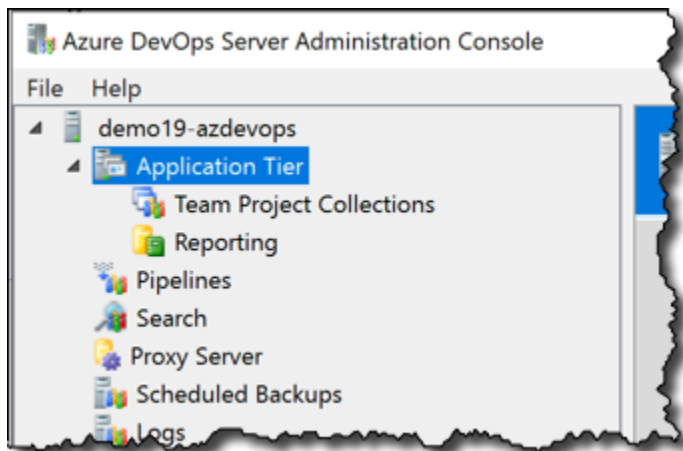 Azure DevOps Server Administration Console
File Help
demo19-azdevops
Application Tier
Team Project Collections
Reporting
Pipelines
Search
Proxy Server
Scheduled Backups
Logs